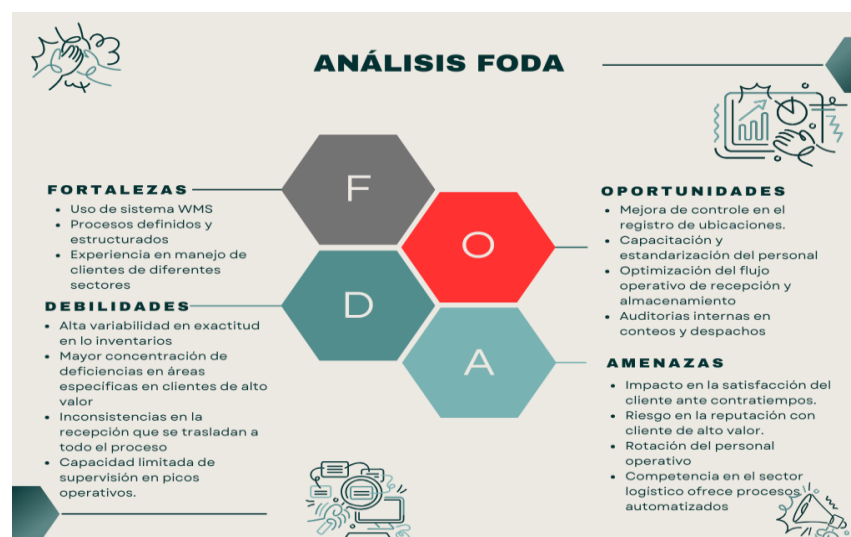 ANÁLISIS FODA
F
O
D
A
FORTALEZAS
• Uso de sistema WMS
• Procesos definidos y
estructurados
• Experiencia en manejo de
clientes de diferentes
sectores
DEBILIDADES
• Alta variabilidad en exactitud
en lo inventarios
• Mayor concentración de
deficiencias en áreas
especificas en clientes de alto
valor
• Inconsistencias en la
recepción que se trasladan a
todo el proceso
• Capacidad limitada de
supervisión en picos
operativos.
OPORTUNIDADES
• Mejora de controle en el
registro de ubicaciones.
• Capacitación y
estandarización del personal
• Optimización del flujo
operativo de recepción y
almacenamiento
• Auditorias internas en
conteos y despachos
AMENAZAS
• Impacto en la satisfacción del
cliente ante contratiempos.
• Riesgo en la reputación con
cliente de alto valor.
• Rotación del personal
operativo
• Competencia en el sector
logístico ofrece procesos
automatizados